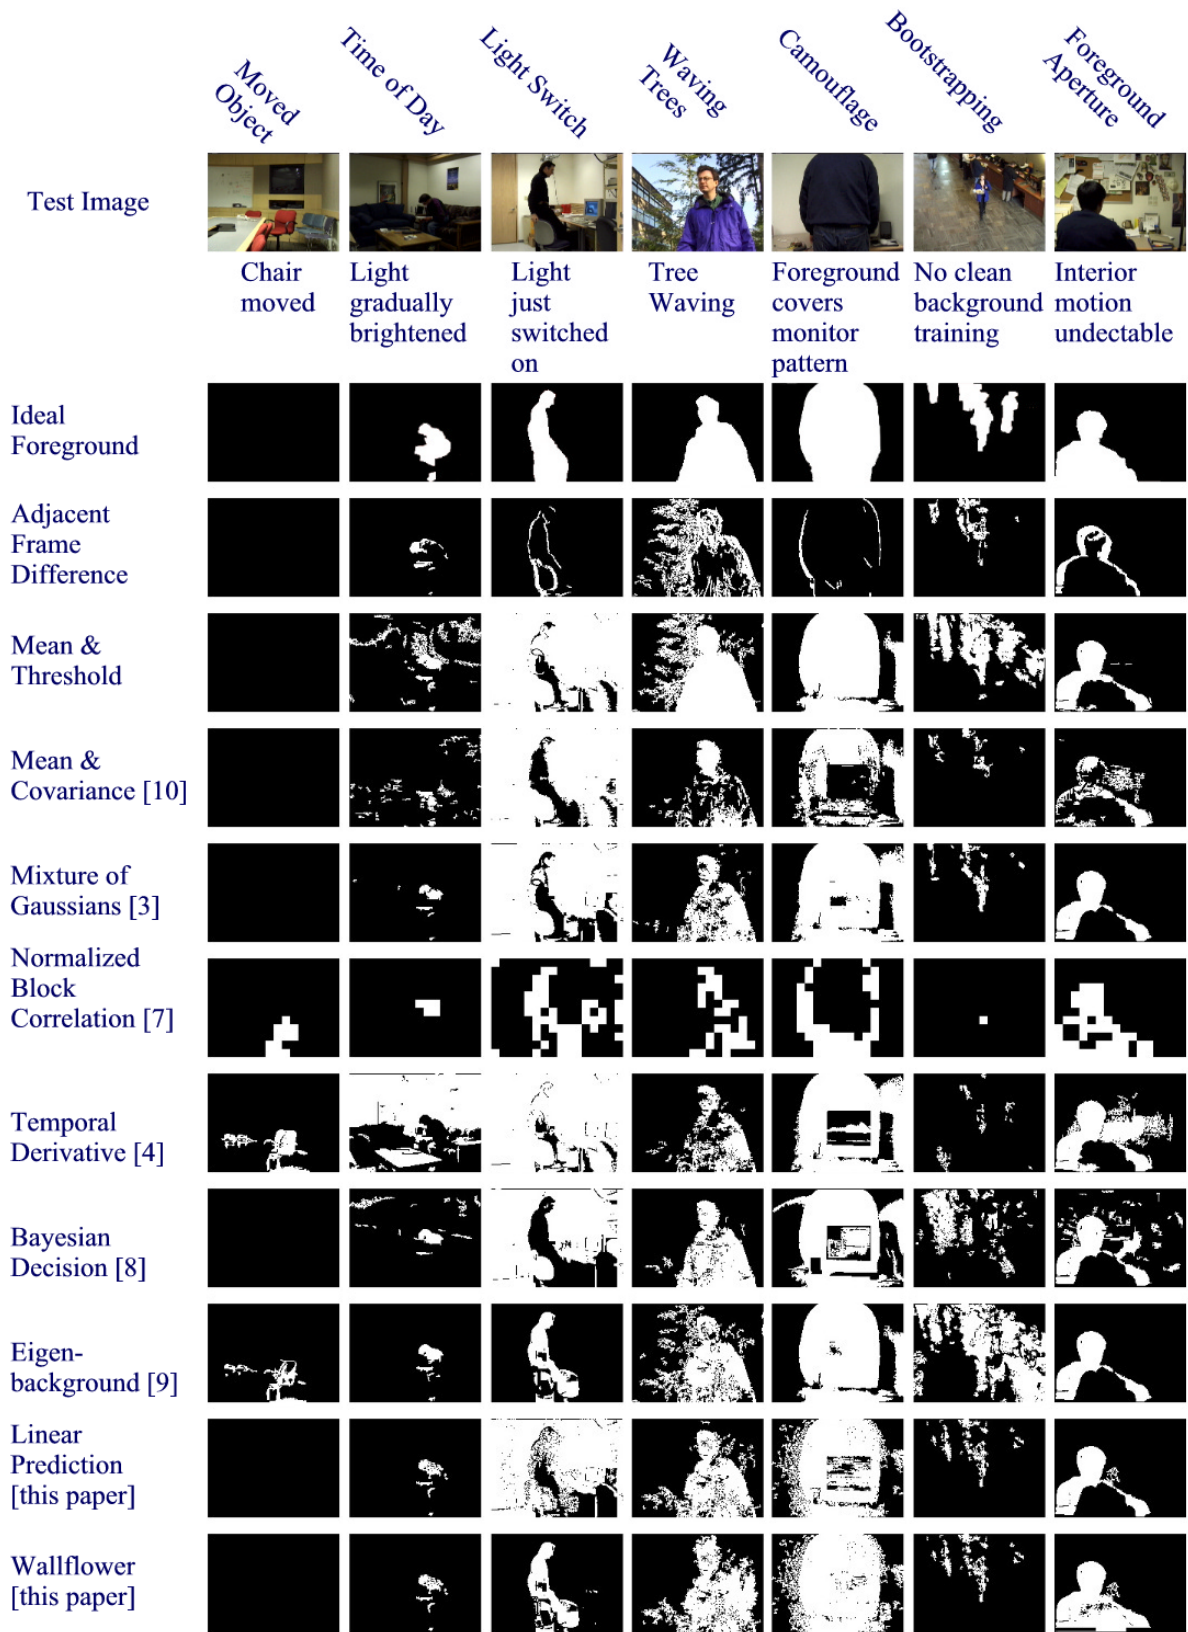 Moved
Object
Time of Day
Light Switch
Waving
Trees
Camouflage
Bootstrapping
Foreground
Aperture
Test Image
Chair
moved
Light
gradually
brightened
Light
just
switched
on
Tree
Waving
Foreground
covers
monitor
pattern
No clean
background
training
Interior
motion
undectable
Ideal
Foreground
Adjacent
Frame
Difference
Mean &
Threshold
Mean &
Covariance [10]
Mixture of
Gaussians [3]
Normalized
Block
Correlation [7]
Temporal
Derivative [4]
Bayesian
Decision [8]
Eigen-
background [9]
Linear
Prediction
[this paper]
Wallflower
[this paper]